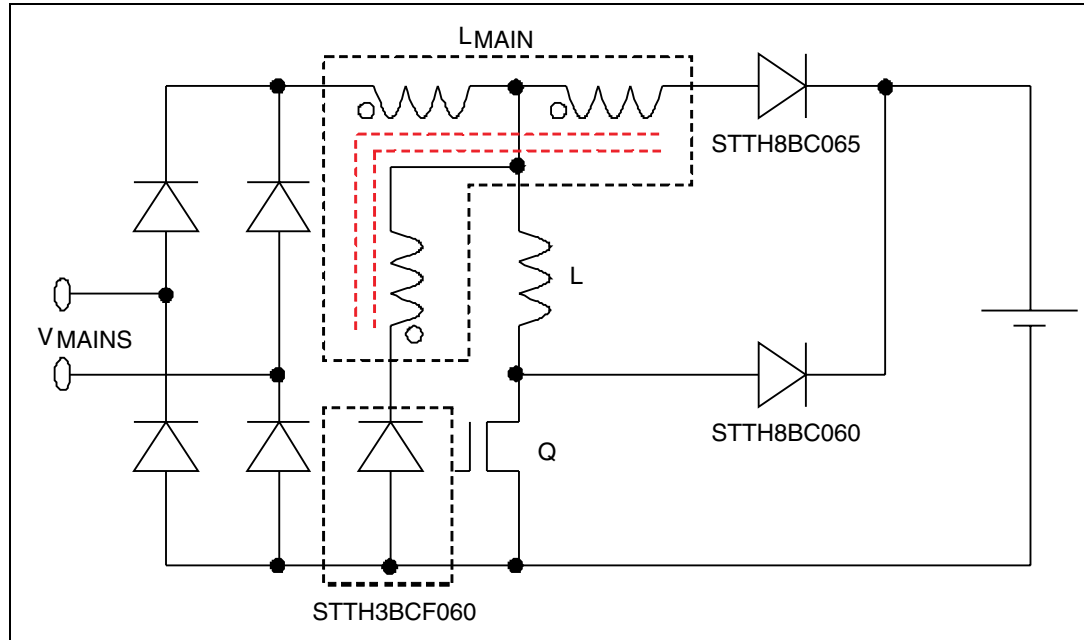 LMAIN
STTH8BC065
L
VMAINS
STTH8BC060
Q
STTH3BCF060